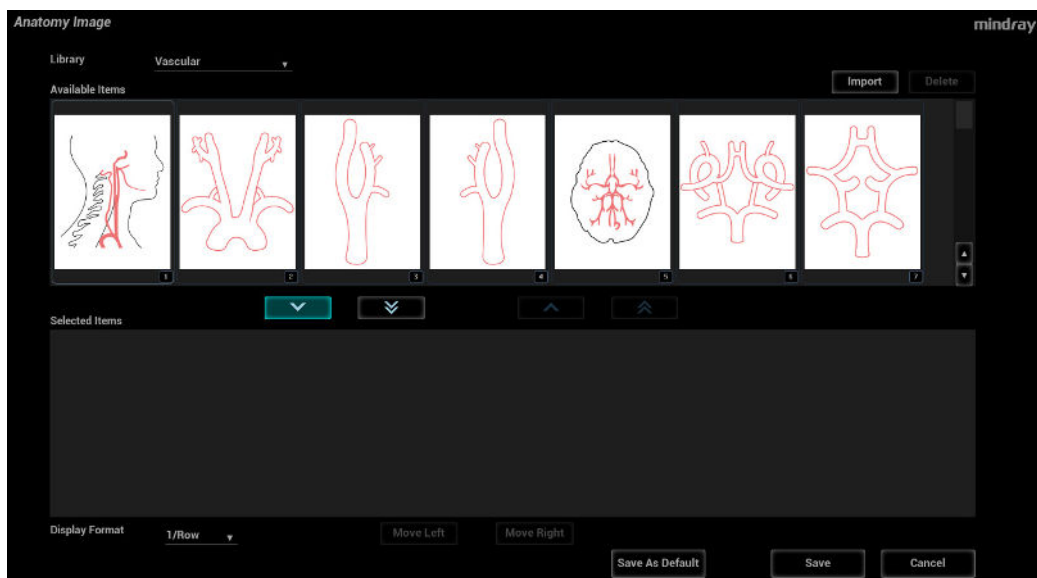 Anatomy Image
mindray
Library Vascular
Import Delete
Available Items
1 2 3 4 5 6 7
Selected Items
Display Format 1/Row Move Left Move Right
Save As Default Save Cancel